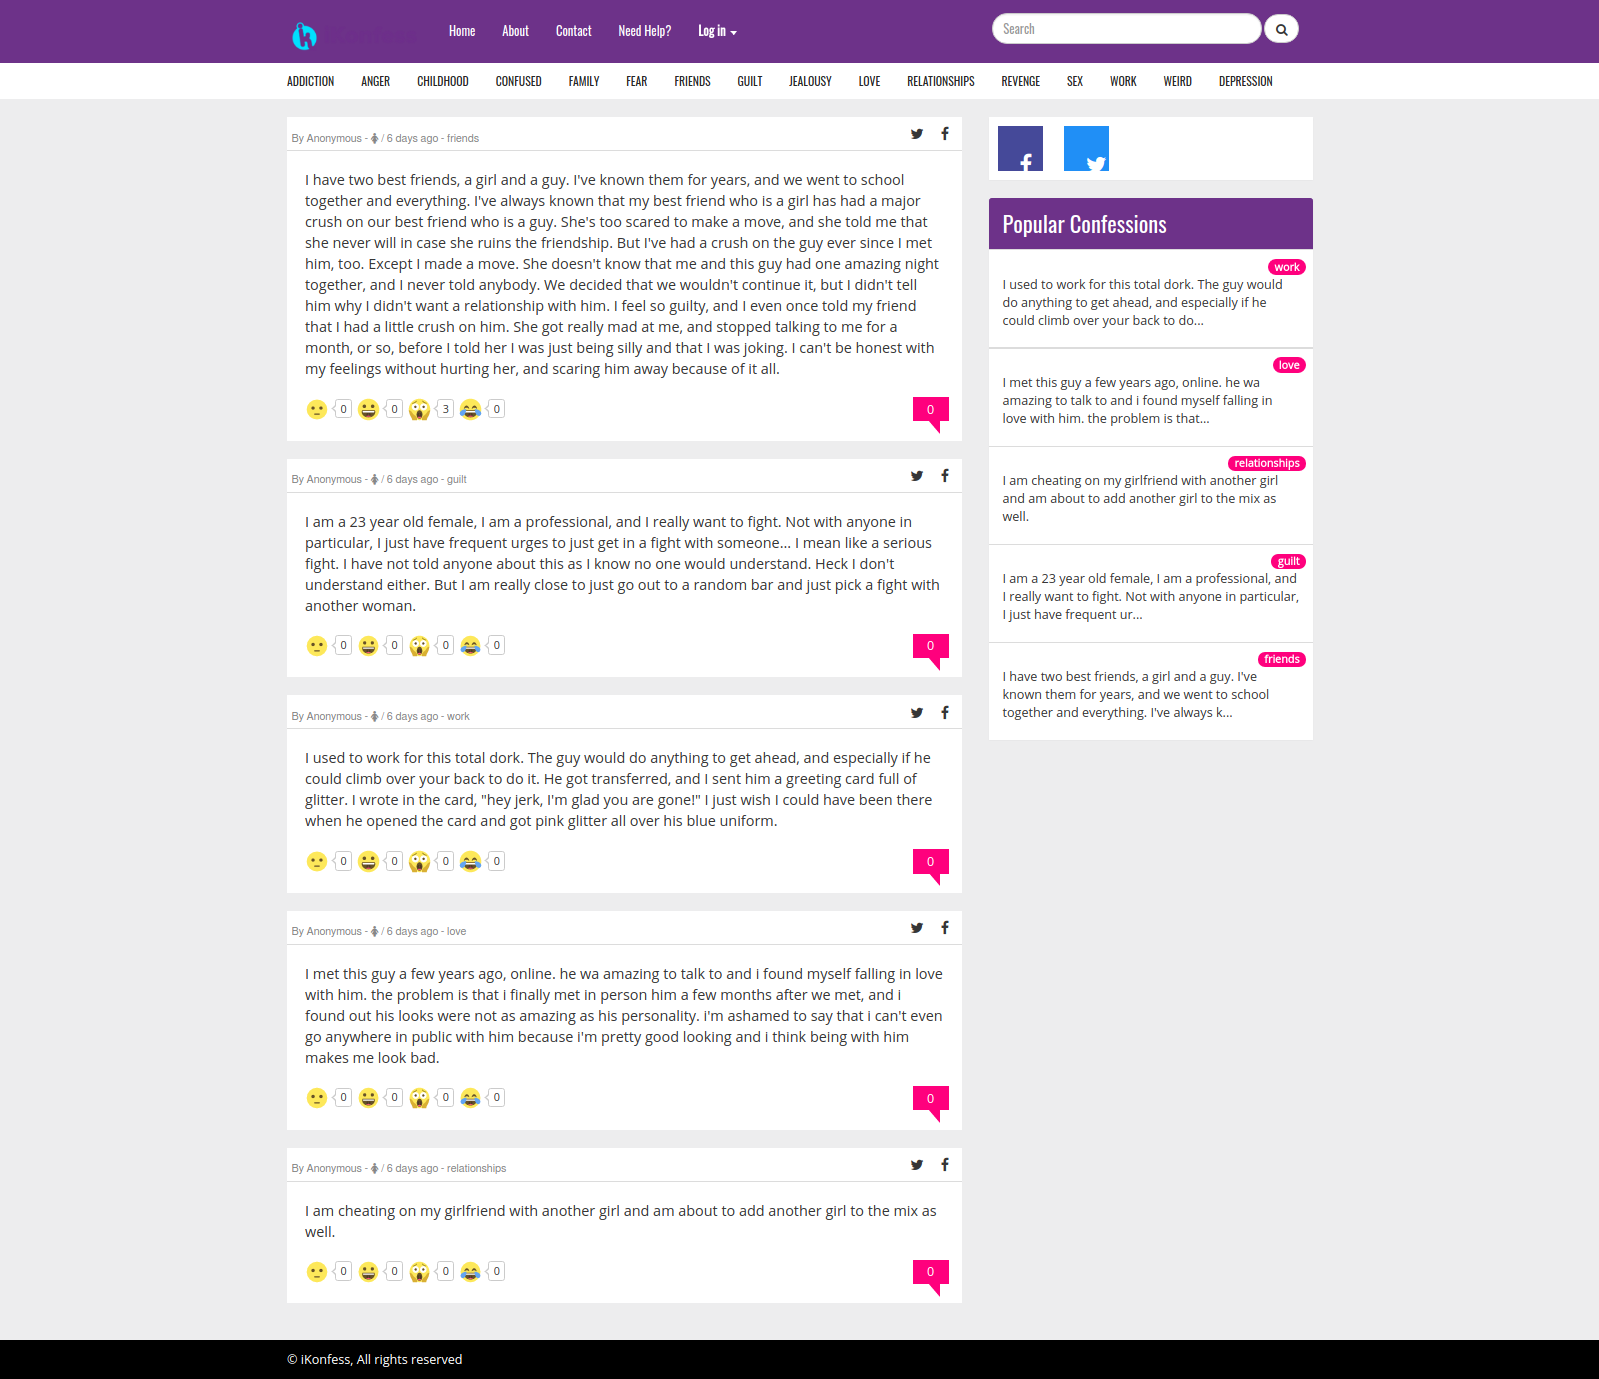 Home About Contact Need Help? Log in Search
ADDICTION ANGER CHILDHOOD CONFUSED FAMILY FEAR FRIENDS GUILT JEALOUSY LOVE RELATIONSHIPS REVENGE SEX WORK WEIRD DEPRESSION
By Anonymous - / 6 days ago - friends
I have two best friends, a girl and a guy. I've known them for years, and we went to school
together and everything. I've always known that my best friend who is a girl has had a major
crush on our best friend who is a guy. She's too scared to make a move, and she told me that
she never will in case she ruins the friendship. But I've had a crush on the guy ever since I met
him, too. Except I made a move. She doesn't know that me and this guy had one amazing night
together, and I never told anybody. We decided that we wouldn't continue it, but I didn't tell
him why I didn't want a relationship with him. I feel so guilty, and I even once told my friend
that I had a little crush on him. She got really mad at me, and stopped talking to me for a
month, or so, before I told her I was just being silly and that I was joking. I can't be honest with
my feelings without hurting her, and scaring him away because of it all.
0 0 3 0 0
By Anonymous - / 6 days ago - guilt
I am a 23 year old female, I am a professional, and I really want to fight. Not with anyone in
particular, I just have frequent urges to just get in a fight with someone... I mean like a serious
fight. I have not told anyone about this as I know no one would understand. Heck I don't
understand either. But I am really close to just go out to a random bar and just pick a fight with
another woman.
0 0 0 0 0
By Anonymous - / 6 days ago - work
I used to work for this total dork. The guy would do anything to get ahead, and especially if he
could climb over your back to do it. He got transferred, and I sent him a greeting card full of
glitter. I wrote in the card, "hey jerk, I'm glad you are gone!" I just wish I could have been there
when he opened the card and got pink glitter all over his blue uniform.
0 0 0 0 0
By Anonymous - / 6 days ago - love
I met this guy a few years ago, online. he wa amazing to talk to and i found myself falling in love
with him. the problem is that i finally met in person him a few months after we met, and i
found out his looks were not as amazing as his personality. i'm ashamed to say that i can't even
go anywhere in public with him because i'm pretty good looking and i think being with him
makes me look bad.
0 0 0 0 0
By Anonymous - / 6 days ago - relationships
I am cheating on my girlfriend with another girl and am about to add another girl to the mix as
well.
0 0 0 0 0
Popular Confessions
work
I used to work for this total dork. The guy would
do anything to get ahead, and especially if he
could climb over your back to do...
love
I met this guy a few years ago, online. he wa
amazing to talk to and i found myself falling in
love with him. the problem is that...
relationships
I am cheating on my girlfriend with another girl
and am about to add another girl to the mix as
well.
guilt
I am a 23 year old female, I am a professional, and
I really want to fight. Not with anyone in particular,
I just have frequent ur...
friends
I have two best friends, a girl and a guy. I've
known them for years, and we went to school
together and everything. I've always k...
© iKonfess, All rights reserved